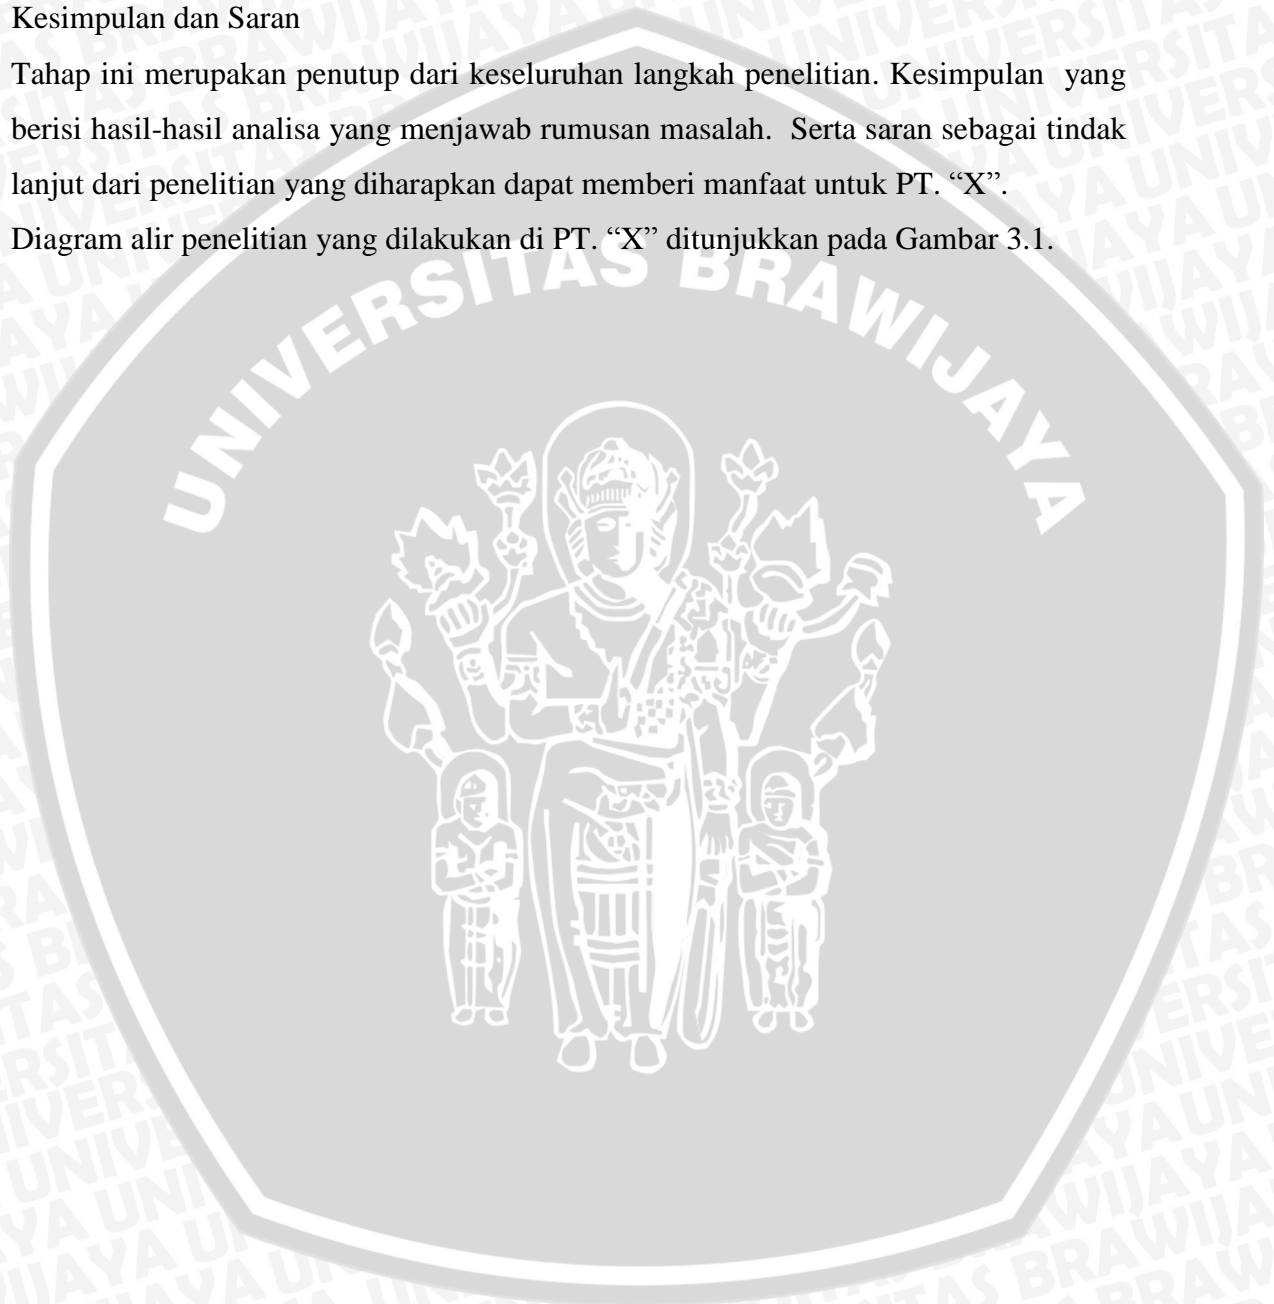 Kesimpulan dan Saran
Tahap ini merupakan penutup dari keseluruhan langkah penelitian. Kesimpulan  yang
berisi hasil-hasil analisa yang menjawab rumusan masalah.  Serta saran sebagai tindak
lanjut dari penelitian yang diharapkan dapat memberi manfaat untuk PT. “X”.
Diagram alir penelitian yang dilakukan di PT. “X” ditunjukkan pada Gambar 3.1.
UNIVERSITAS BRAWIJAYA